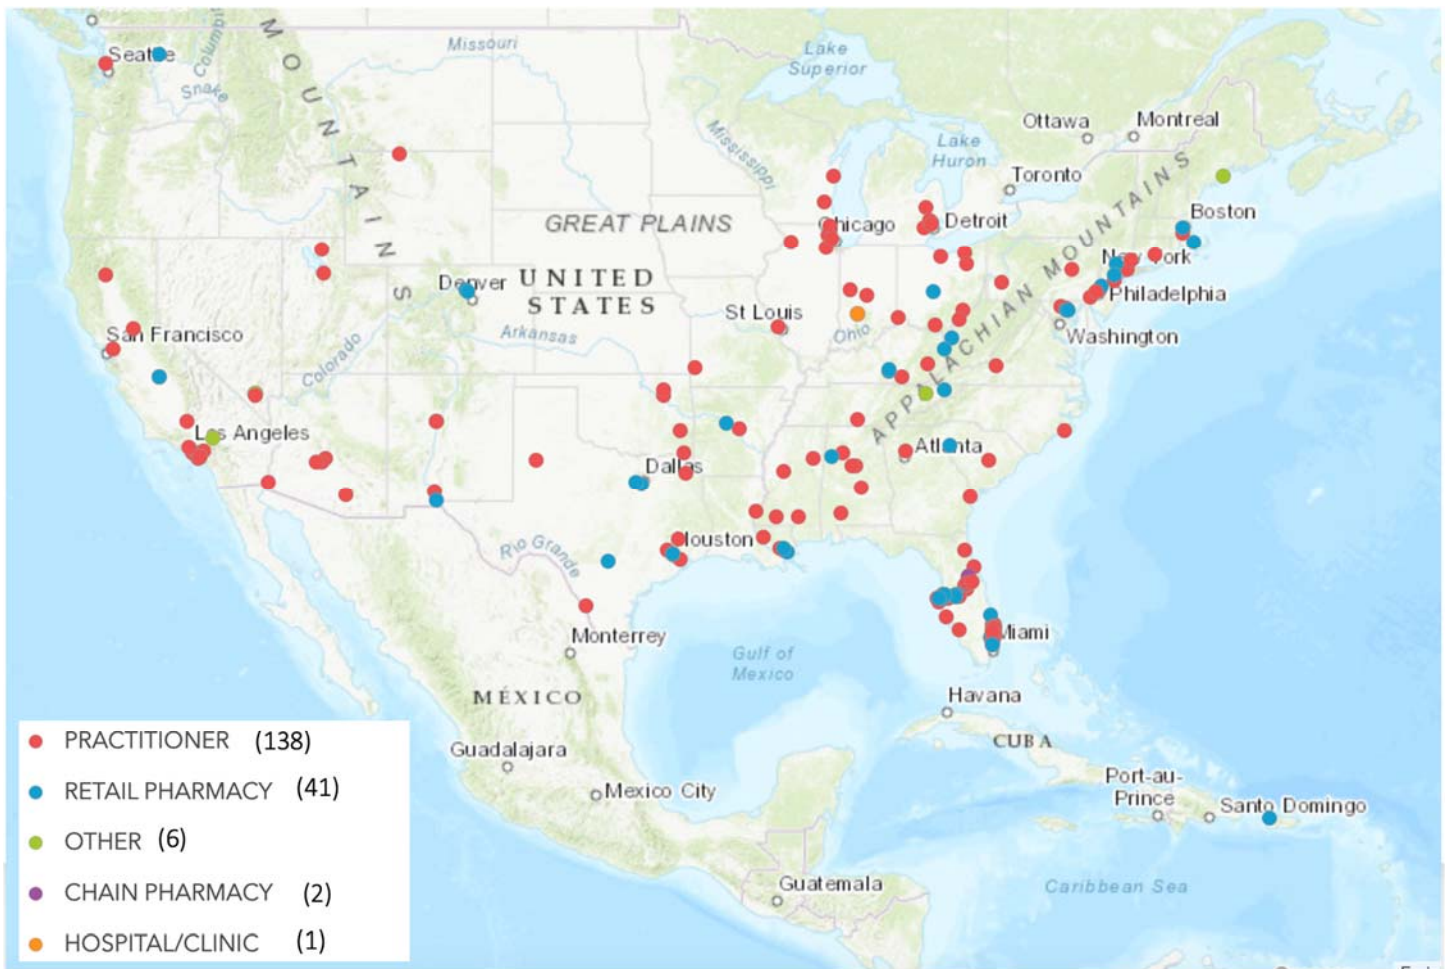 Columbi
MOUNTAINS
Seattle
Snake
Missouri
Lake
Superior
Mississippi
Ottawa
Montreal
Lake
Huron
Toronto
APPALACHIAN MOUNTAINS
Boston
GREAT PLAINS
Chicago
Detroit
New York
Denver
UNITED
STATES
St Louis
Philadelphia
San Francisco
Colorado
Arkansas
Ohio
Washington
Los Angeles
Dallas
Atlanta
Rio Grande
Houston
Monterrey
Gulf of
Mexico
Miami
MÉXICO
Havana
CUBA
Guadalajara
Mexico City
Port-au-
Prince
Santo Domingo
Guatemala
Caribbean Sea
PRACTITIONER (138)
RETAIL PHARMACY (41)
OTHER (6)
CHAIN PHARMACY (2)
HOSPITAL/CLINIC (1)